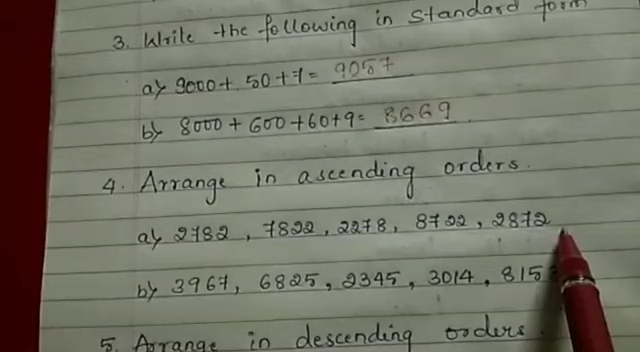 3. Write the following in standard form
a) 9000 + 50 + 7 = 9057
b) 8000 + 600 + 60 + 9 = 8669
4. Arrange in ascending orders.
a) 2782, 7822, 2278, 8722, 2872
b) 3967, 6825, 2345, 3014, 815
5. Arrange in descending orders.